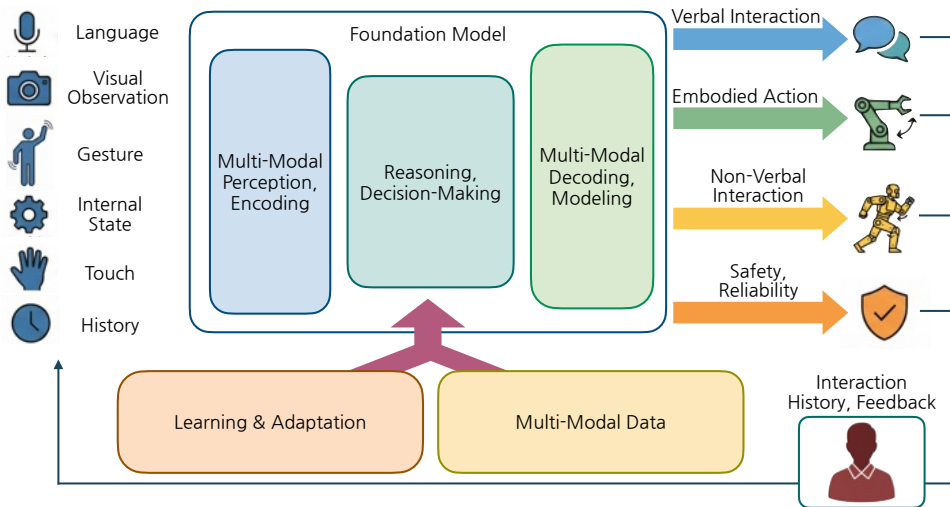 Language
Visual
Observation
Gesture
Internal
State
Touch
History
Foundation Model
Multi-Modal
Perception,
Encoding
Reasoning,
Decision-Making
Multi-Modal
Decoding,
Modeling
Verbal Interaction
Embodied Action
Non-Verbal
Interaction
Safety,
Reliability
Learning & Adaptation
Multi-Modal Data
Interaction
History, Feedback